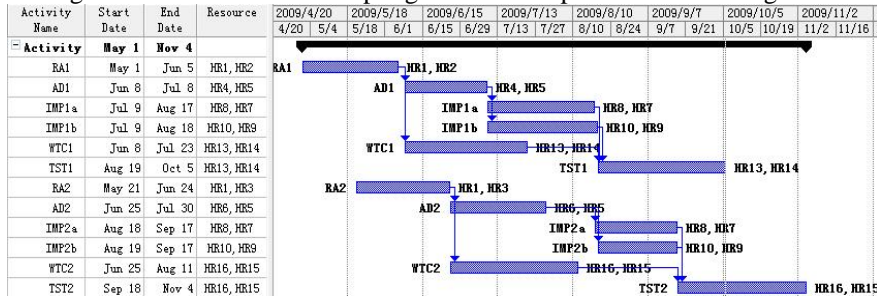 Activity Name Start Date End Date Resource
2009/4/20 2009/5/18 2009/6/15 2009/7/13 2009/8/10 2009/9/7 2009/10/5 2009/11/2
4/20 5/4 5/18 6/1 6/15 6/29 7/13 7/27 8/10 8/24 9/7 9/21 10/5 10/19 11/2 11/16
Activity May 1 Nov 4
RA1 May 1 Jun 5 HR1, HR2 RA1 HR1, HR2
AD1 Jun 8 Jul 8 HR4, HR5 AD1 HR4, HR5
IMP1a Jul 9 Aug 17 HR8, HR7 IMP1a HR8, HR7
IMP1b Jul 9 Aug 18 HR10, HR9 IMP1b HR10, HR9
WTC1 Jun 8 Jul 23 HR13, HR14 WTC1 HR13, HR14
TST1 Aug 19 Oct 5 HR13, HR14 TST1 HR13, HR14
RA2 May 21 Jun 24 HR1, HR3 RA2 HR1, HR3
AD2 Jun 25 Jul 30 HR6, HR5 AD2 HR6, HR5
IMP2a Aug 18 Sep 17 HR8, HR7 IMP2a HR8, HR7
IMP2b Aug 19 Sep 17 HR10, HR9 IMP2b HR10, HR9
WTC2 Jun 25 Aug 11 HR16, HR15 WTC2 HR16, HR15
TST2 Sep 18 Nov 4 HR16, HR15 TST2 HR16, HR15